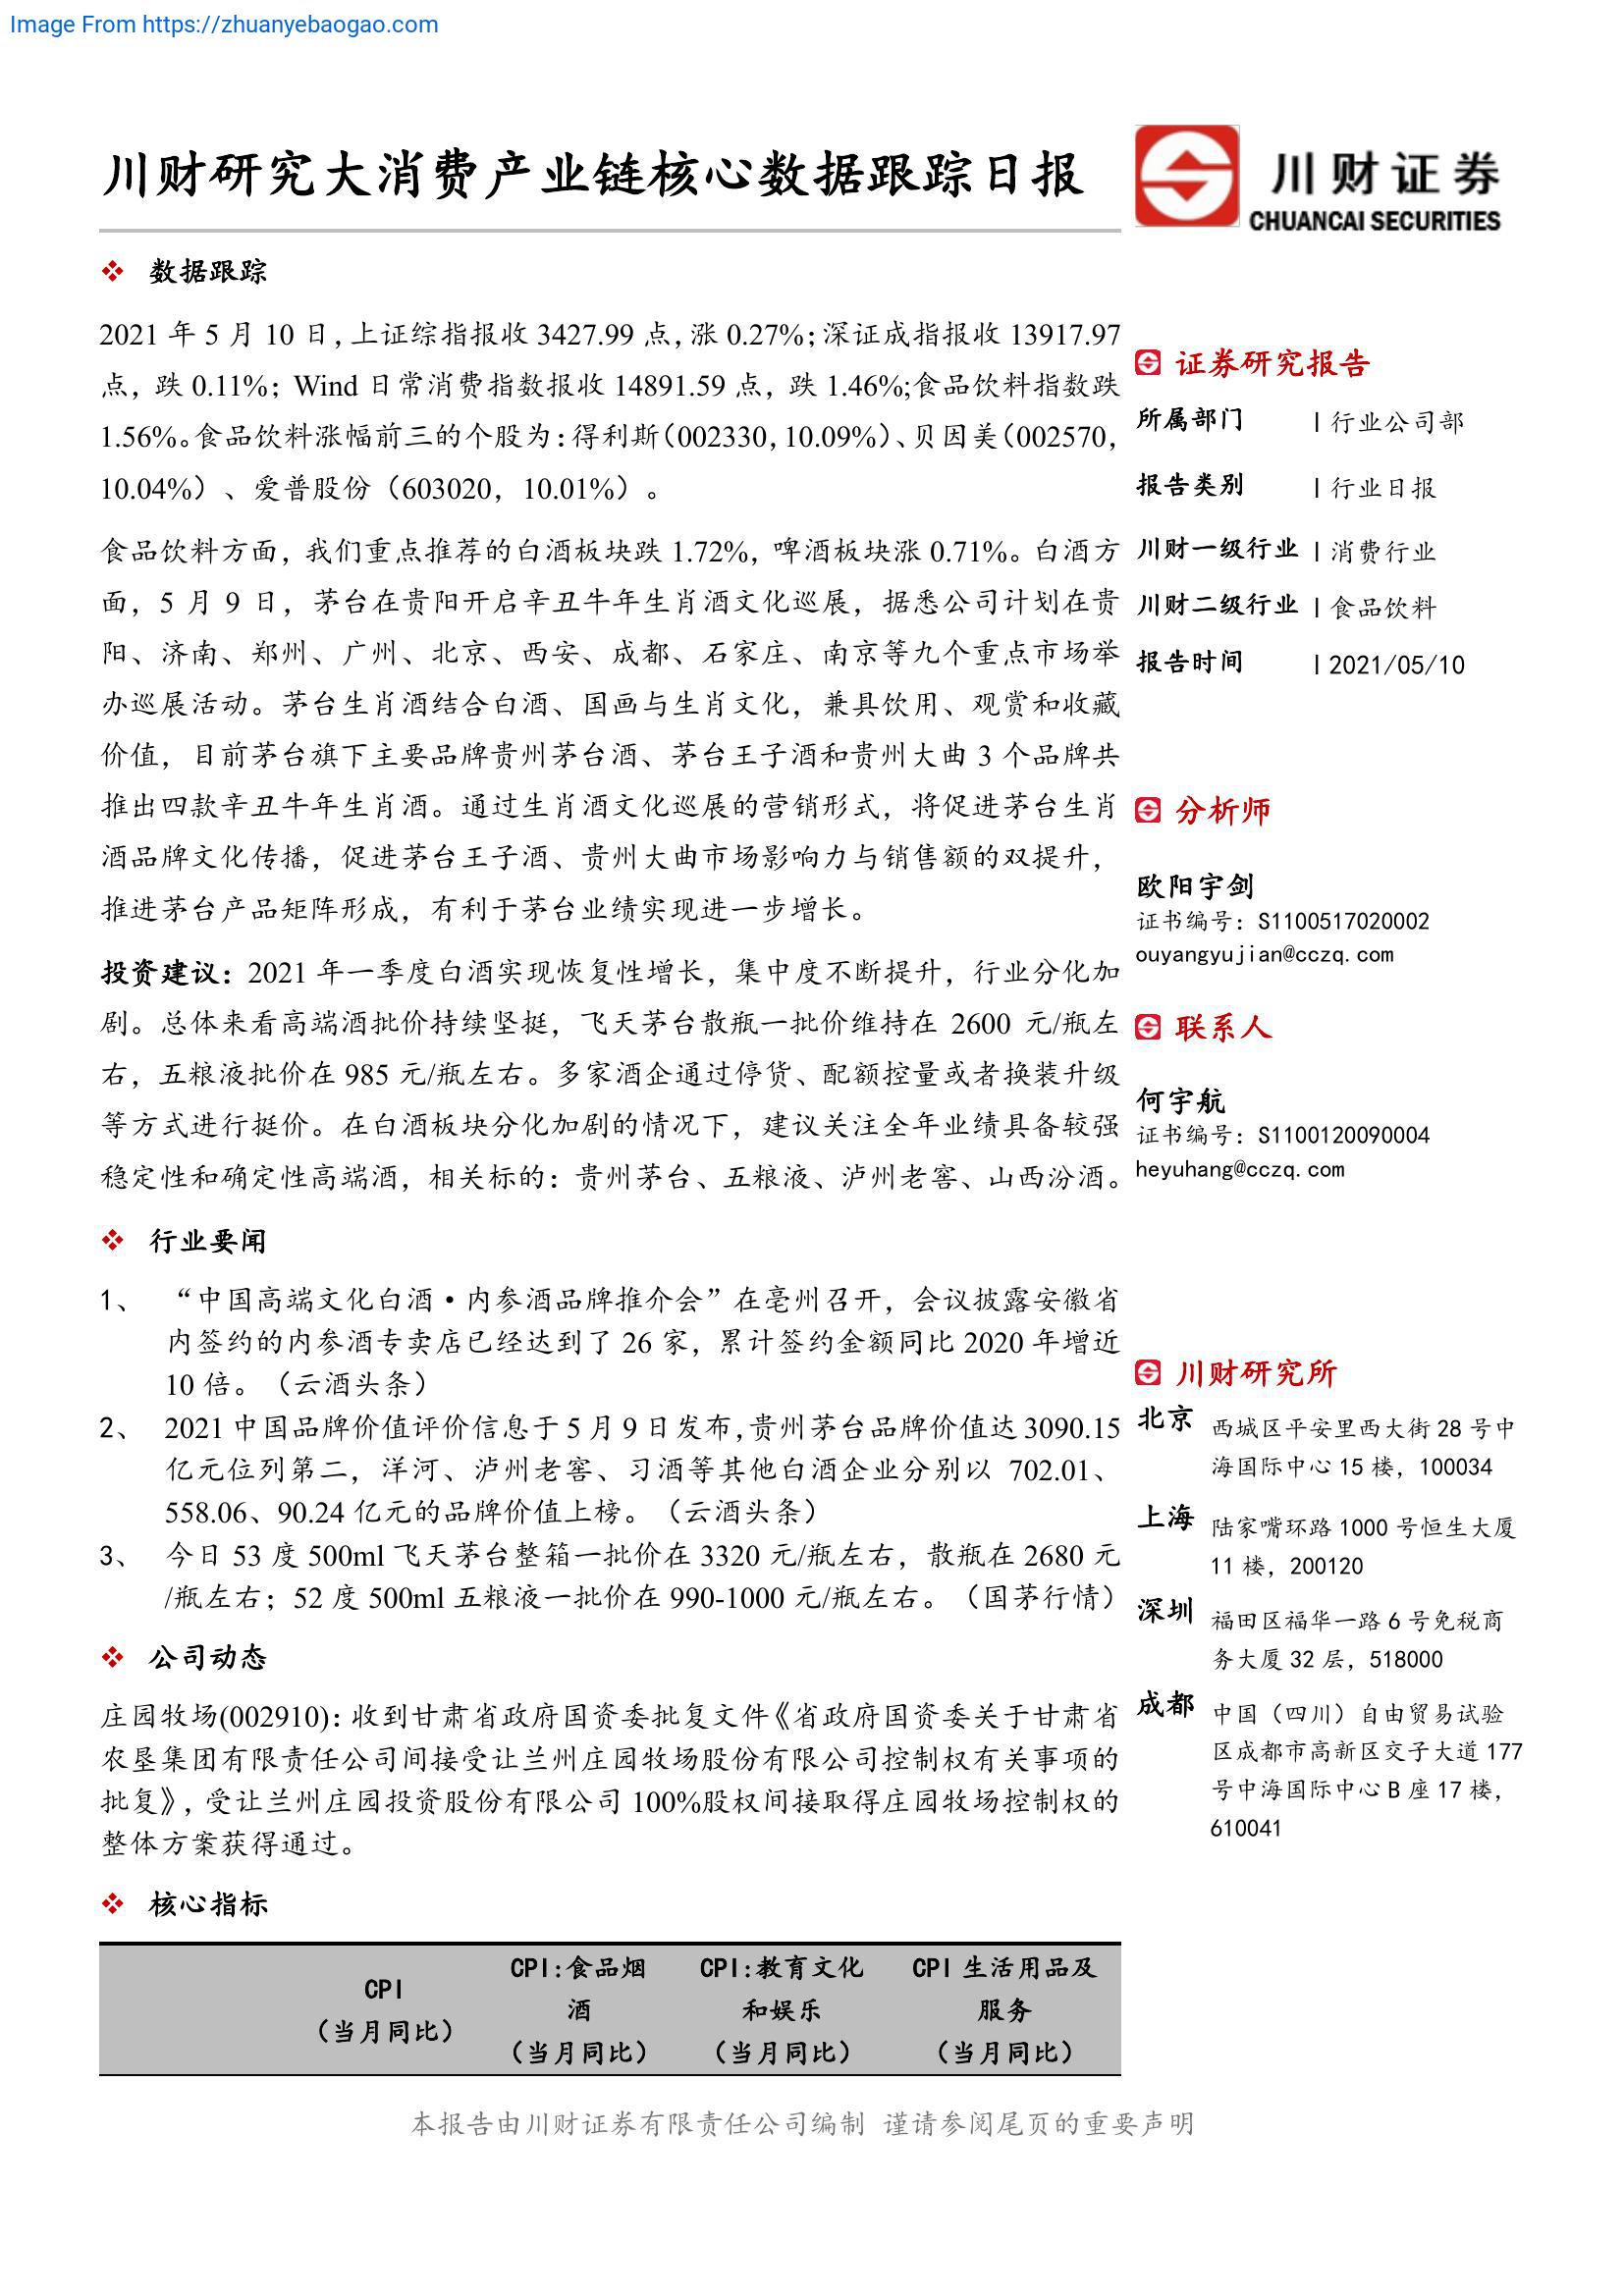 Image From https://zhuanyebaogao.com
川财研究大消费产业链核心数据跟踪日报
川财证券
CHUANCAI SECURITIES
数据跟踪
2021 年 5 月 10 日,上证综指报收 3427.99 点,涨 0.27%;深证成指报收 13917.97
点，跌 0.11%；Wind 日常消费指数报收 14891.59 点，跌 1.46%;食品饮料指数跌
1.56%。食品饮料涨幅前三的个股为:得利斯（002330，10.09%）、贝因美（002570，
10.04%）、爱普股份（603020，10.01%）。
食品饮料方面，我们重点推荐的白酒板块跌 1.72%，啤酒板块涨 0.71%。白酒方
面，5 月 9 日，茅台在贵阳开启辛丑牛年生肖酒文化巡展，据悉公司计划在贵
阳、济南、郑州、广州、北京、西安、成都、石家庄、南京等九个重点市场举
办巡展活动。茅台生肖酒结合白酒、国画与生肖文化，兼具饮用、观赏和收藏
价值，目前茅台旗下主要品牌贵州茅台酒、茅台王子酒和贵州大曲 3 个品牌共
推出四款辛丑牛年生肖酒。通过生肖酒文化巡展的营销形式，将促进茅台生肖
酒品牌文化传播，促进茅台王子酒、贵州大曲市场影响力与销售额的双提升，
推进茅台产品矩阵形成，有利于茅台业绩实现进一步增长。
投资建议：2021 年一季度白酒实现恢复性增长，集中度不断提升，行业分化加
剧。总体来看高端酒批价持续坚挺，飞天茅台散瓶一批价维持在 2600 元/瓶左
右，五粮液批价在 985 元/瓶左右。多家酒企通过停货、配额控量或者换装升级
等方式进行挺价。在白酒板块分化加剧的情况下，建议关注全年业绩具备较强
稳定性和确定性高端酒，相关标的：贵州茅台、五粮液、泸州老窖、山西汾酒。
行业要闻
1、 “中国高端文化白酒•内参酒品牌推介会”在亳州召开，会议披露安徽省
内签约的内参酒专卖店已经达到了 26 家，累计签约金额同比 2020 年增近
10 倍。（云酒头条）
2、 2021 中国品牌价值评价信息于 5 月 9 日发布,贵州茅台品牌价值达 3090.15
亿元位列第二，洋河、泸州老窖、习酒等其他白酒企业分别以 702.01、
558.06、90.24 亿元的品牌价值上榜。（云酒头条）
3、 今日 53 度 500ml 飞天茅台整箱一批价在 3320 元/瓶左右，散瓶在 2680 元
/瓶左右；52 度 500ml 五粮液一批价在 990-1000 元/瓶左右。（国茅行情）
公司动态
庄园牧场(002910)：收到甘肃省政府国资委批复文件《省政府国资委关于甘肃省
农垦集团有限责任公司间接受让兰州庄园牧场股份有限公司控制权有关事项的
批复》，受让兰州庄园投资股份有限公司 100%股权间接取得庄园牧场控制权的
整体方案获得通过。
核心指标
CPI
（当月同比）
CPI:食品烟
酒
（当月同比）
CPI:教育文化
和娱乐
（当月同比）
CPI 生活用品及
服务
（当月同比）
证券研究报告
所属部门 | 行业公司部
报告类别 | 行业日报
川财一级行业 | 消费行业
川财二级行业 | 食品饮料
报告时间 | 2021/05/10
分析师
欧阳宇剑
证书编号：S1100517020002
ouyangyujian@cczq.com
联系人
何宇航
证书编号：S1100120090004
heyuhang@cczq.com
川财研究所
北京 西城区平安里西大街 28 号中
海国际中心 15 楼，100034
上海 陆家嘴环路 1000 号恒生大厦
11 楼，200120
深圳 福田区福华一路 6 号免税商
务大厦 32 层，518000
成都 中国（四川）自由贸易试验
区成都市高新区交子大道 177
号中海国际中心 B 座 17 楼，
610041
本报告由川财证券有限责任公司编制 谨请参阅尾页的重要声明